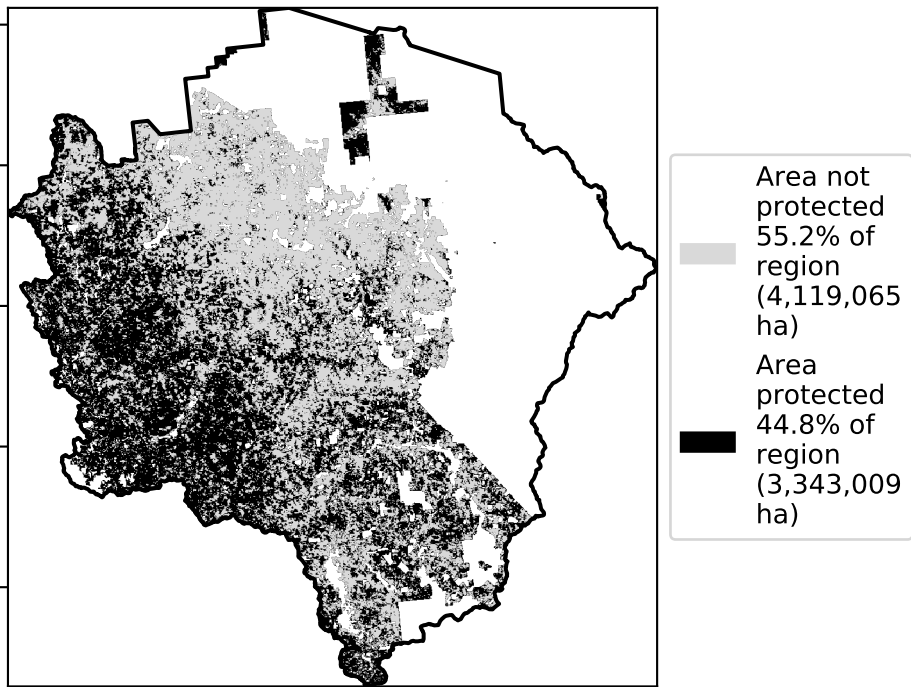 Area not
protected
55.2% of
region
(4,119,065
ha)
Area
protected
44.8% of
region
(3,343,009
ha)